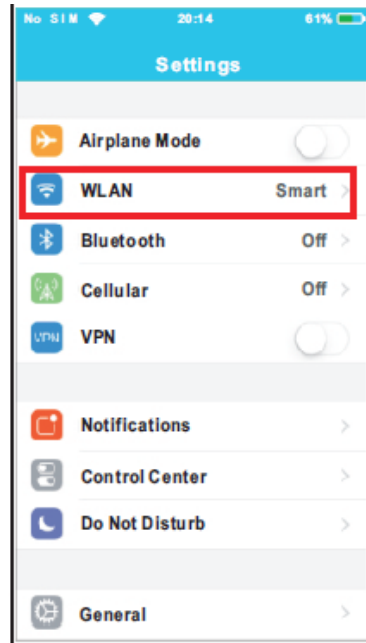 No SIM 20:14 61%
Settings
Airplane Mode
WLAN Smart
Bluetooth Off
Cellular Off
VPN VPN
Notifications
Control Center
Do Not Disturb
General